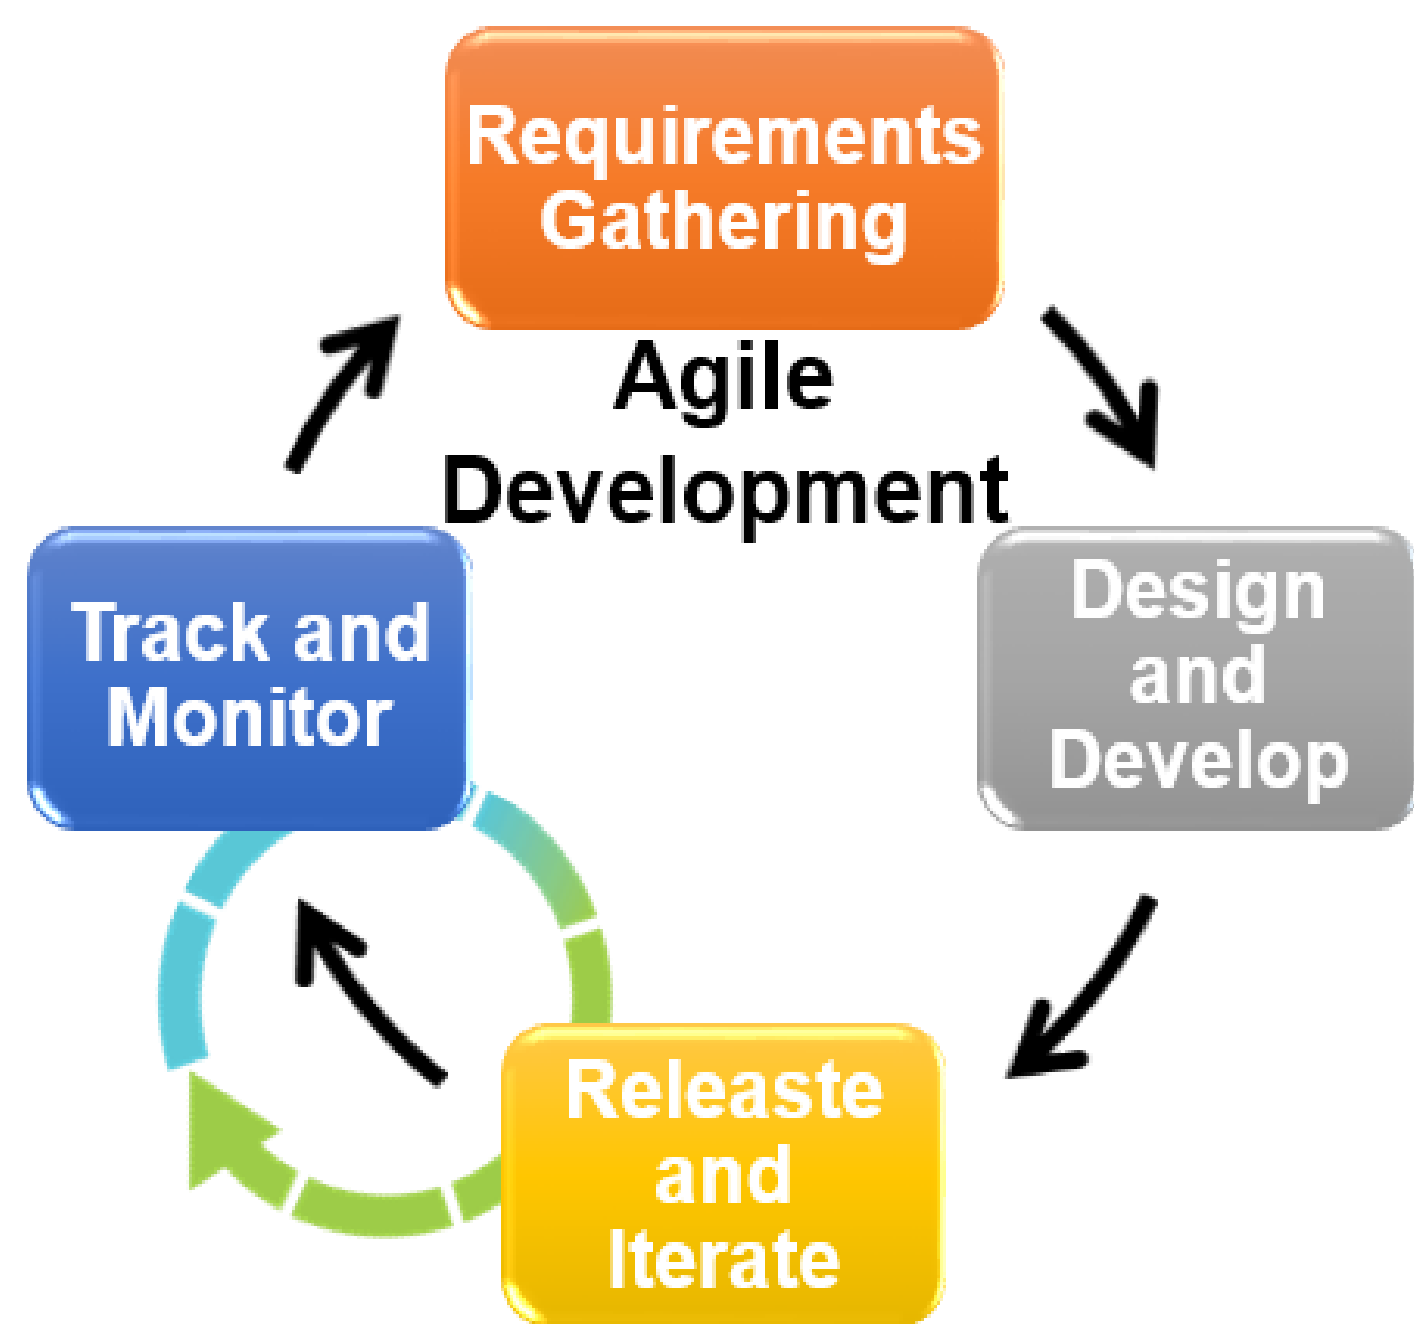 Requirements
Gathering
Agile
Development
Design
and
Develop
Track and
Monitor
Releaste
and
Iterate